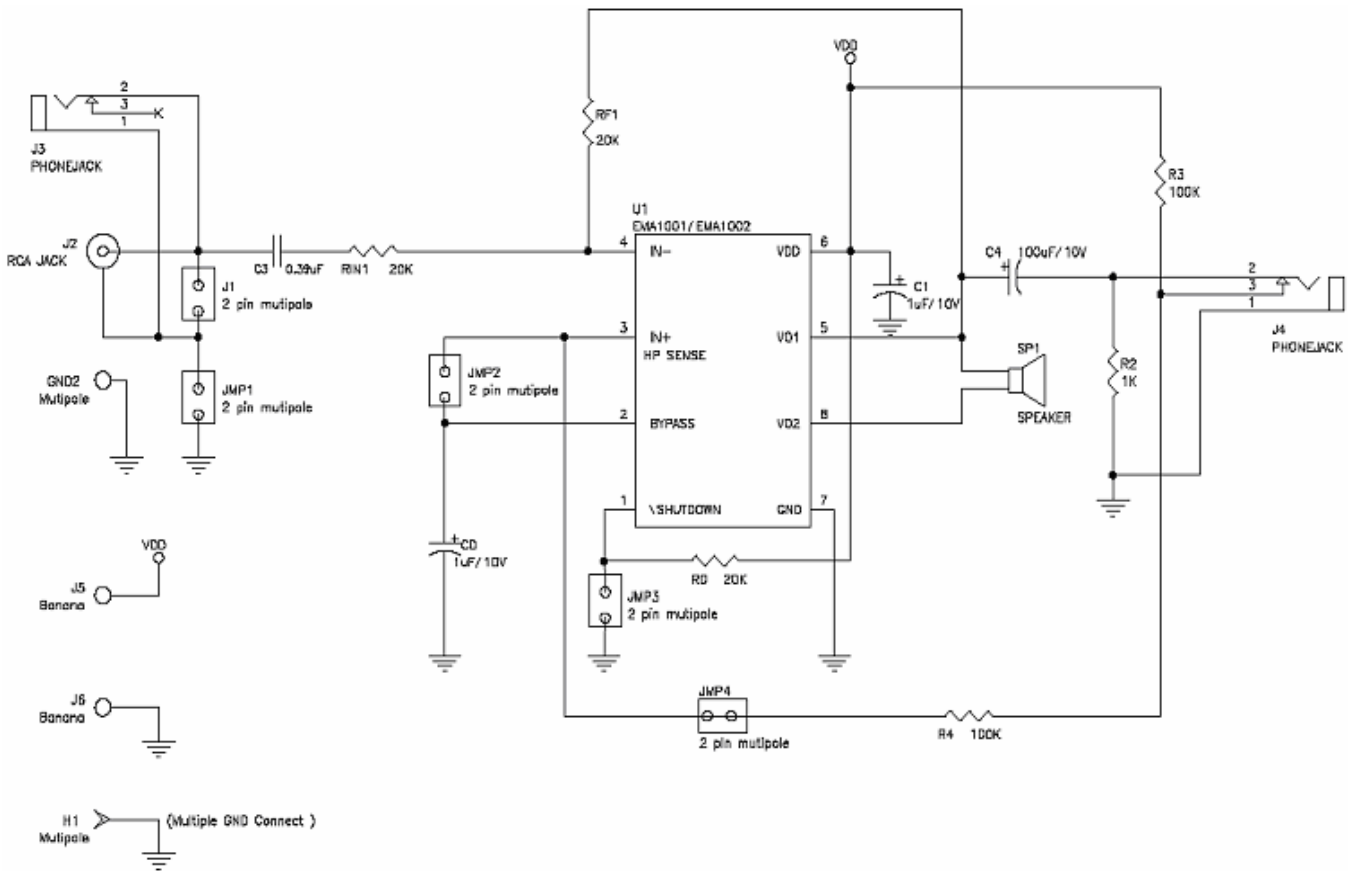 VDD
2
3
1
J3
PHONEJACK
RF1
20K
R3
100K
U1
EMA1001/EMA1002
J2
RCA JACK
C3 0.39uF
RIN1 20K
4 IN- VDD 6
C4 100uF/10V
C1
1uF/10V
2
3
1
J4
PHONEJACK
J1
2 pin mutipole
3 IN+ VO1 5
HP SENSE
SP1
SPEAKER
R2
1K
JMP2
2 pin mutipole
GND2
Mutipole
JMP1
2 pin mutipole
2 BYPASS VO2 8
1 \SHUTDOWN GND 7
CD
1uF/10V
RD 20K
JMP3
2 pin mutipole
VDD
J5
Banana
JMP4
2 pin mutipole
R4 100K
J6
Banana
H1
Mutipole
(Multiple GND Connect )